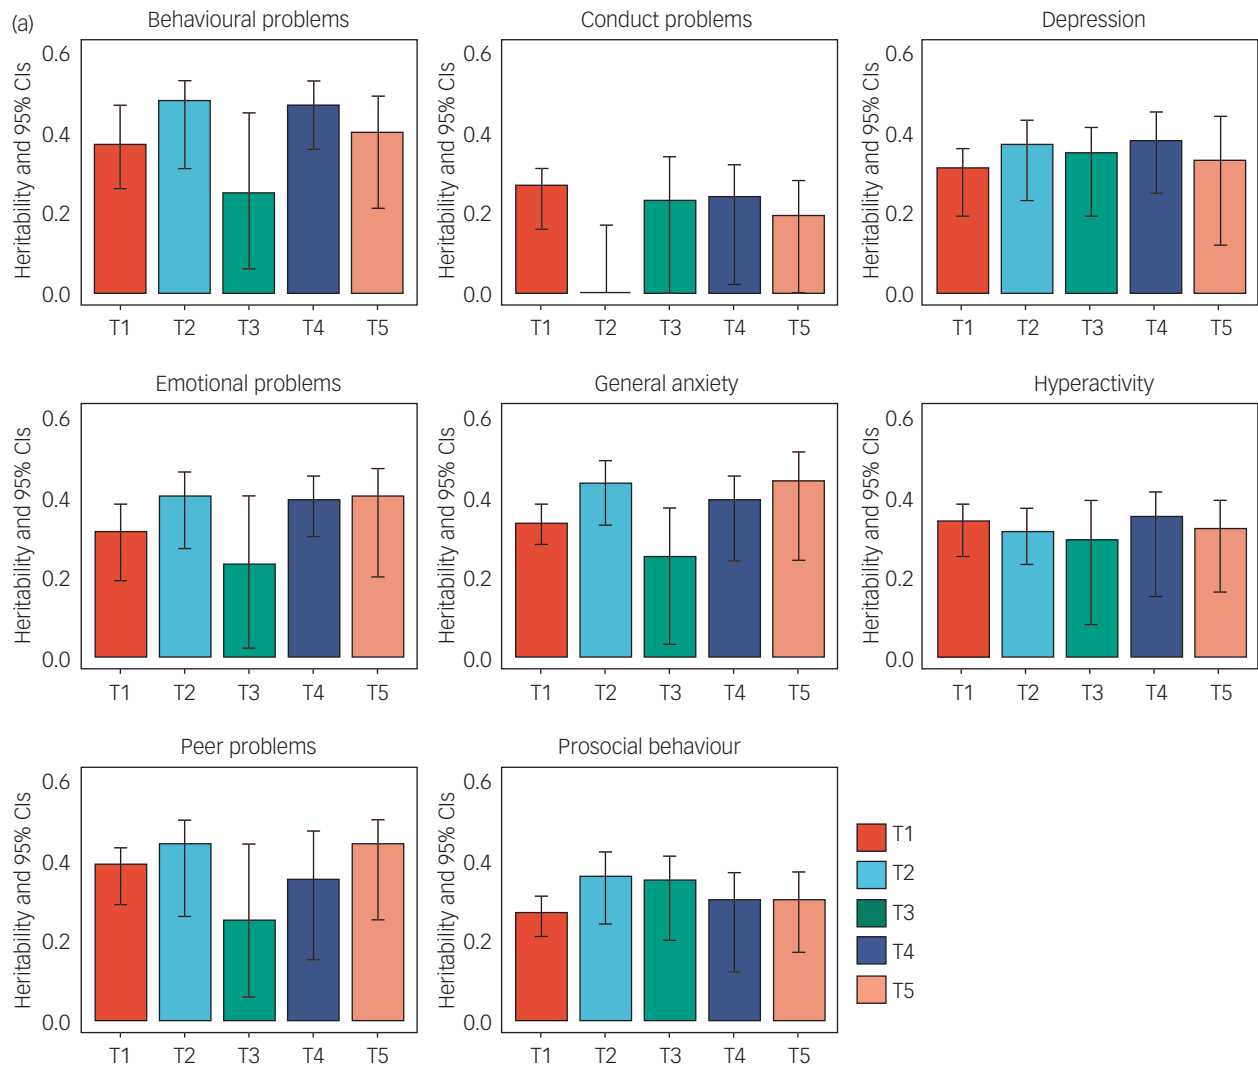 (a)
Behavioural problems
Conduct problems
Depression
Heritability and 95% CIs
0.6
0.4
0.2
0.0
T1 T2 T3 T4 T5
Heritability and 95% CIs
0.6
0.4
0.2
0.0
T1 T2 T3 T4 T5
Heritability and 95% CIs
0.6
0.4
0.2
0.0
T1 T2 T3 T4 T5
Emotional problems
General anxiety
Hyperactivity
Heritability and 95% CIs
0.6
0.4
0.2
0.0
T1 T2 T3 T4 T5
Heritability and 95% CIs
0.6
0.4
0.2
0.0
T1 T2 T3 T4 T5
Heritability and 95% CIs
0.6
0.4
0.2
0.0
T1 T2 T3 T4 T5
Peer problems
Prosocial behaviour
Heritability and 95% CIs
0.6
0.4
0.2
0.0
T1 T2 T3 T4 T5
Heritability and 95% CIs
0.6
0.4
0.2
0.0
T1 T2 T3 T4 T5
T1
T2
T3
T4
T5